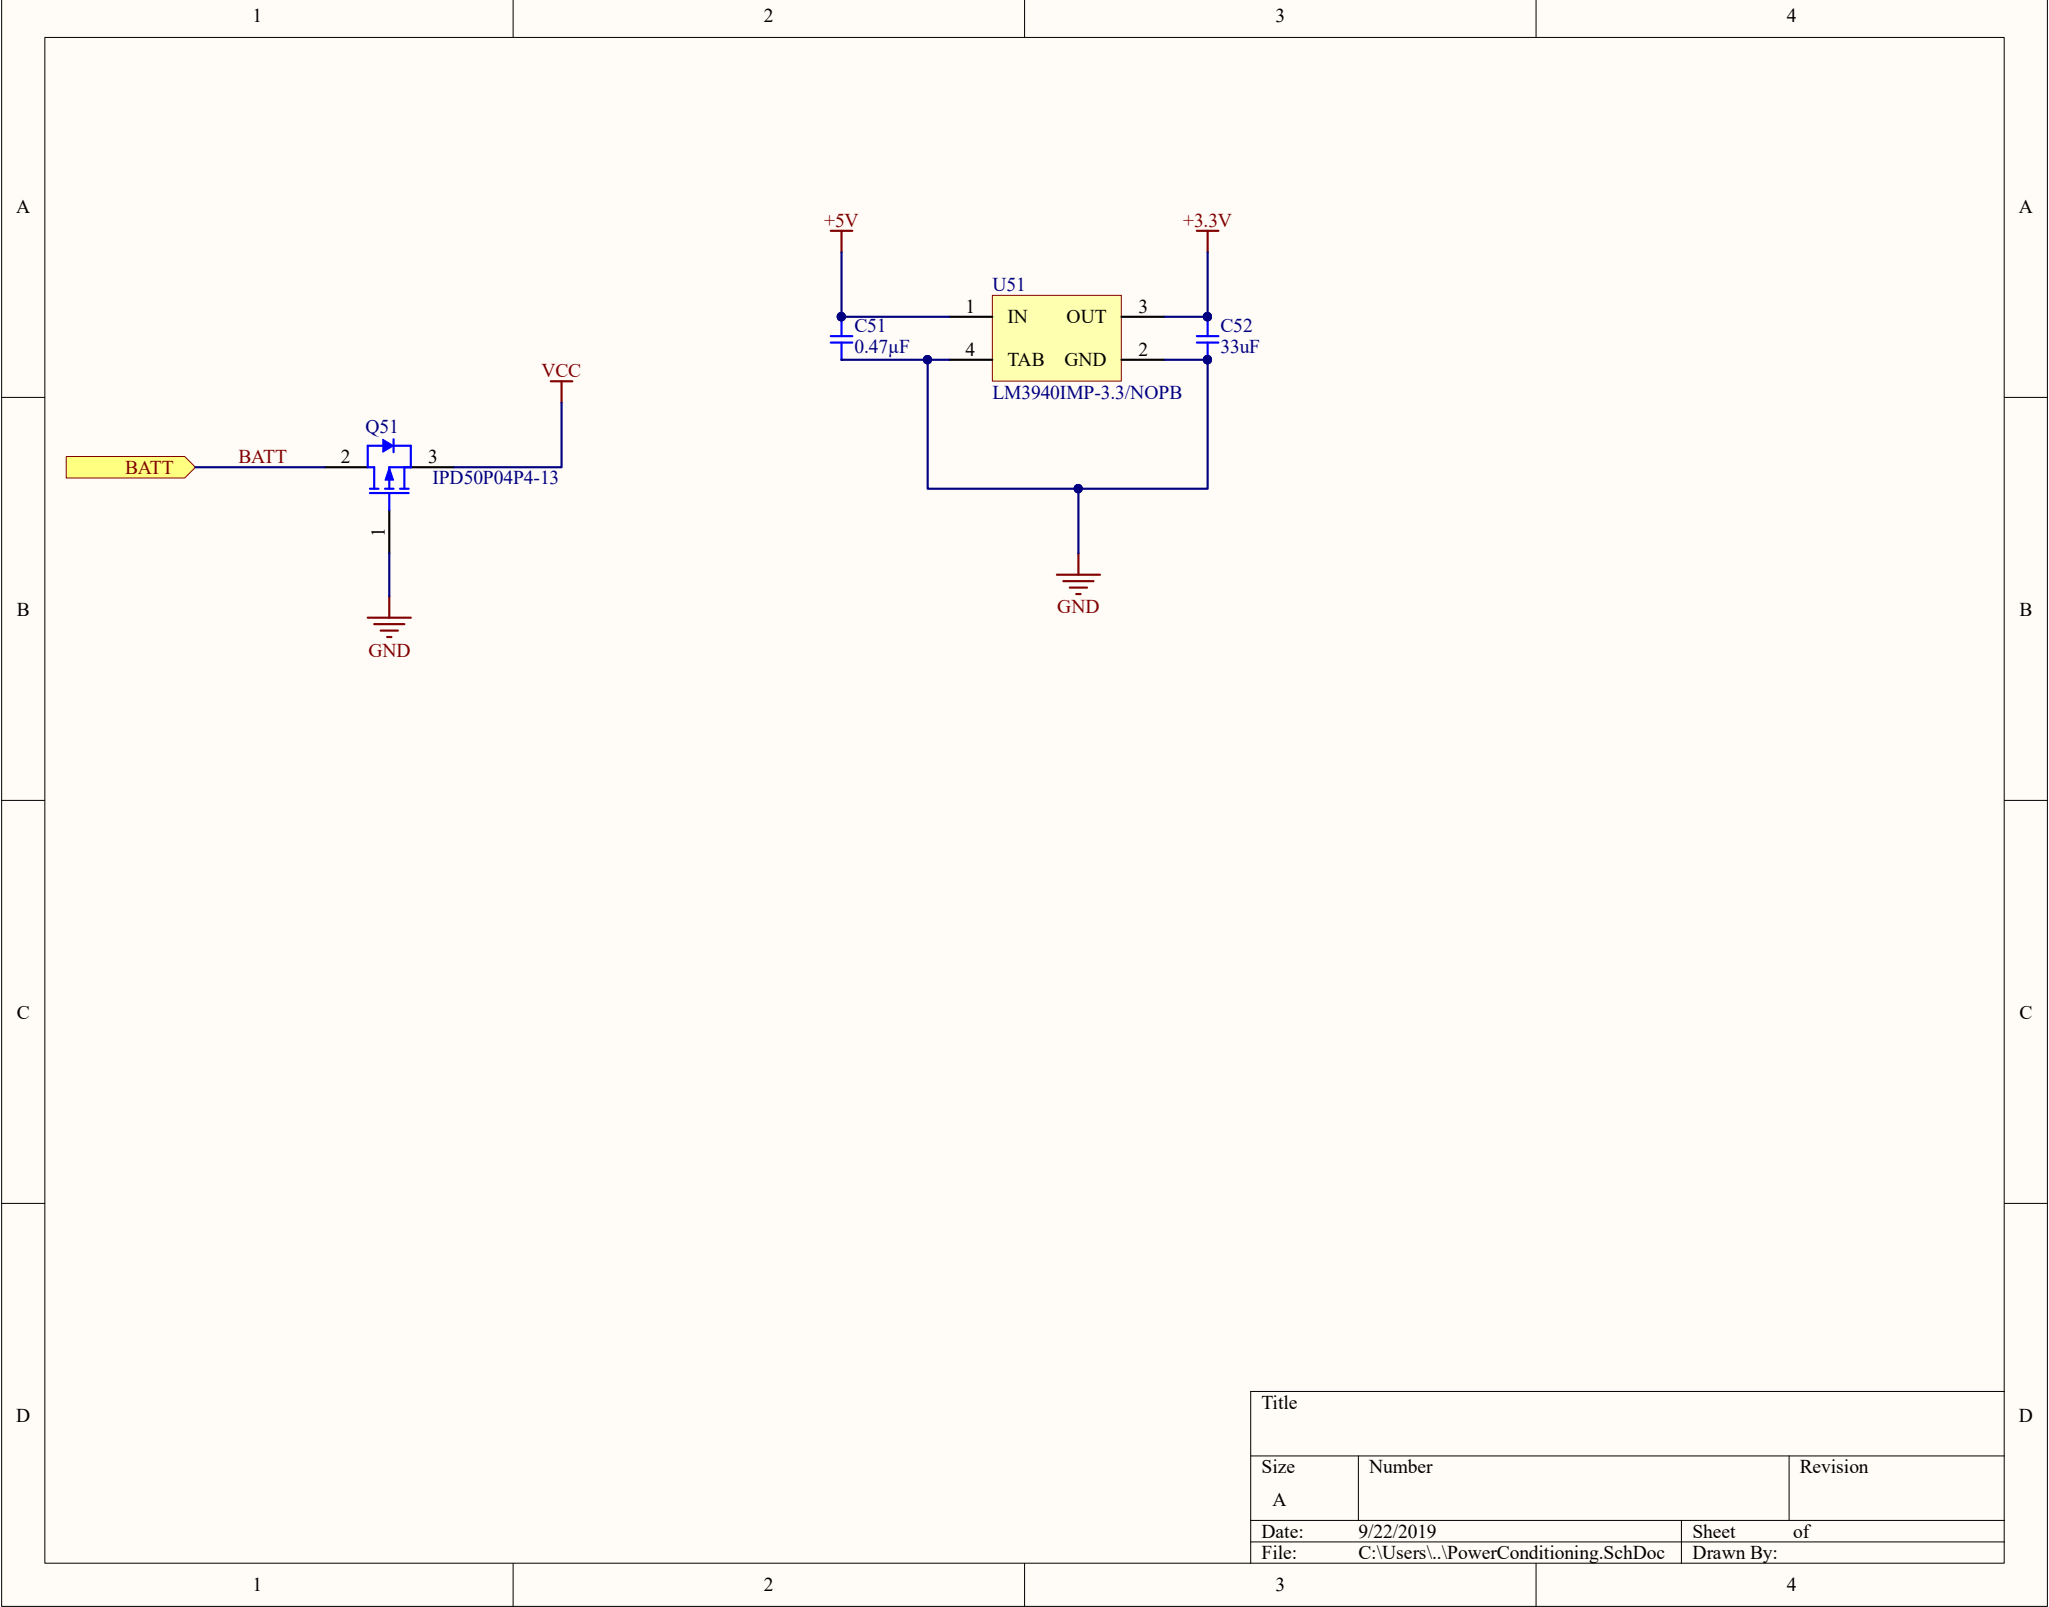 1 2 3 4
A A
+5V +3.3V
U51
1 IN OUT 3
C51 C52
0.47µF 33uF
4 TAB GND 2
LM3940IMP-3.3/NOPB
VCC
Q51
BATT BATT 2 3
IPD50P04P4-13
1
GND
B B
GND
C C
D D
Title
Size Number Revision
A
Date: 9/22/2019 Sheet of
File: C:\Users\..\PowerConditioning.SchDoc Drawn By:
1 2 3 4